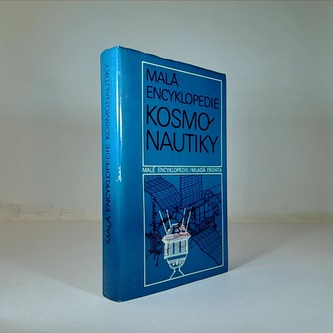 MALÁ ENCYKLOPEDIE KOSMONAUTIKY
MALÁ
ENCYKLOPEDIE
KOSMO-
NAUTIKY
MALÉ ENCYKLOPEDIE/MLADÁ FRONTA